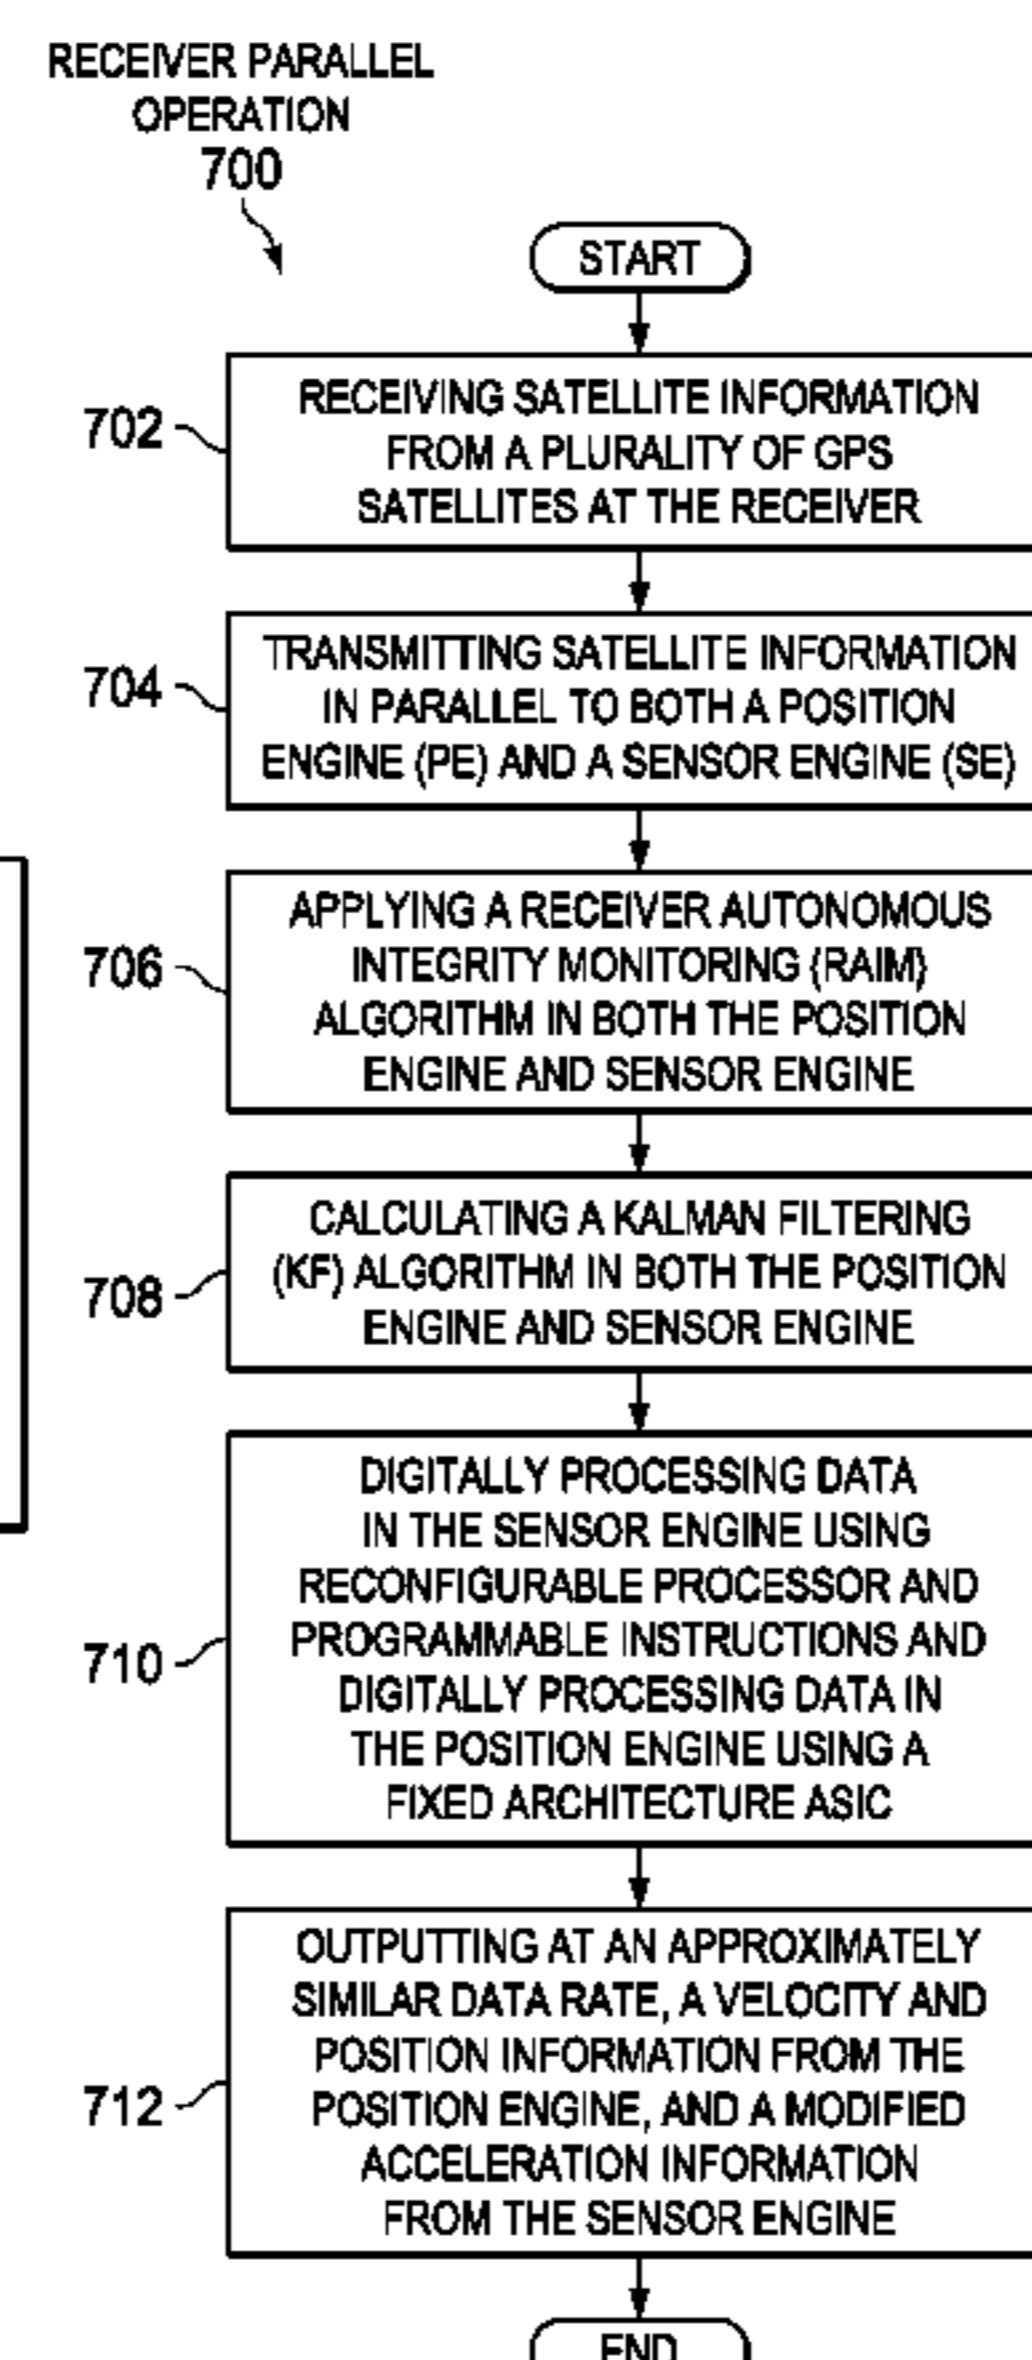 RECEIVER PARALLEL
OPERATION
700
START
702
RECEIVING SATELLITE INFORMATION
FROM A PLURALITY OF GPS
SATELLITES AT THE RECEIVER
704
TRANSMITTING SATELLITE INFORMATION
IN PARALLEL TO BOTH A POSITION
ENGINE (PE) AND A SENSOR ENGINE (SE)
706
APPLYING A RECEIVER AUTONOMOUS
INTEGRITY MONITORING (RAIM)
ALGORITHM IN BOTH THE POSITION
ENGINE AND SENSOR ENGINE
708
CALCULATING A KALMAN FILTERING
(KF) ALGORITHM IN BOTH THE POSITION
ENGINE AND SENSOR ENGINE
710
DIGITALLY PROCESSING DATA
IN THE SENSOR ENGINE USING
RECONFIGURABLE PROCESSOR AND
PROGRAMMABLE INSTRUCTIONS AND
DIGITALLY PROCESSING DATA IN
THE POSITION ENGINE USING A
FIXED ARCHITECTURE ASIC
712
OUTPUTTING AT AN APPROXIMATELY
SIMILAR DATA RATE, A VELOCITY AND
POSITION INFORMATION FROM THE
POSITION ENGINE, AND A MODIFIED
ACCELERATION INFORMATION
FROM THE SENSOR ENGINE
END